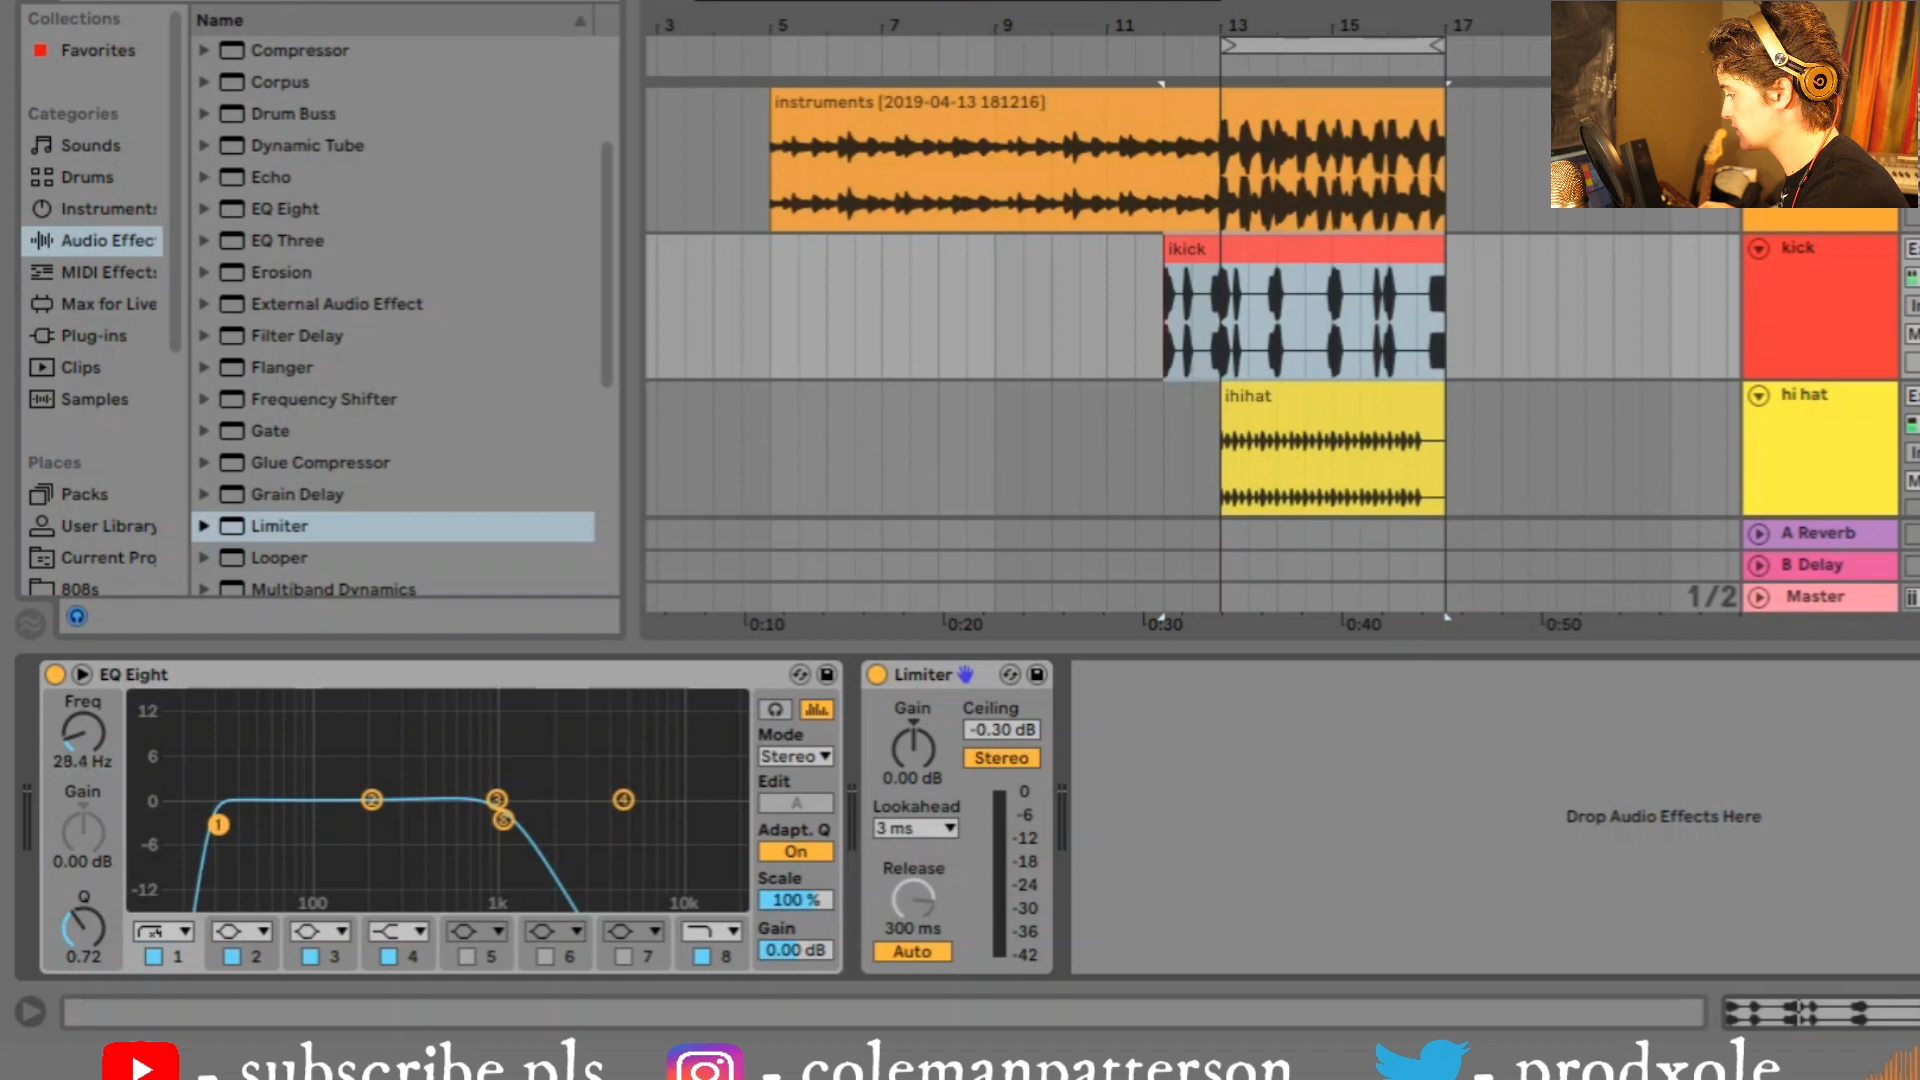 Collections
Favorites
Categories
Sounds
Drums
Instruments
Audio Effec
MIDI Effects
Max for Live
Plug-ins
Clips
Samples
Places
Packs
User Library
Current Pro
808s
Name
Compressor
Corpus
Drum Buss
Dynamic Tube
Echo
EQ Eight
EQ Three
Erosion
External Audio Effect
Filter Delay
Flanger
Frequency Shifter
Gate
Glue Compressor
Grain Delay
Limiter
Looper
Multiband Dynamics
3 5 7 9 11 13 15 17
instruments [2019-04-13 181216]
ikick
ihihat
kick
hi hat
A Reverb
B Delay
1/2 Master
0:10 0:20 0:30 0:40 0:50
EQ Eight
Freq
28.4 Hz
Gain
0.00 dB
Q
0.72
12
6
0
-6
-12
100 1k 10k
1 2 3 4
x4
1 2 3 4 5 6 7 8
Mode
Stereo
Edit
A
Adapt. Q
On
Scale
100 %
Gain
0.00 dB
Limiter
Gain
0.00 dB
Ceiling
-0.30 dB
Stereo
Lookahead
3 ms
Release
300 ms
Auto
0
-6
-12
-18
-24
-30
-36
-42
Drop Audio Effects Here
- subscribe pls
- colemanpatterson
- prodxole